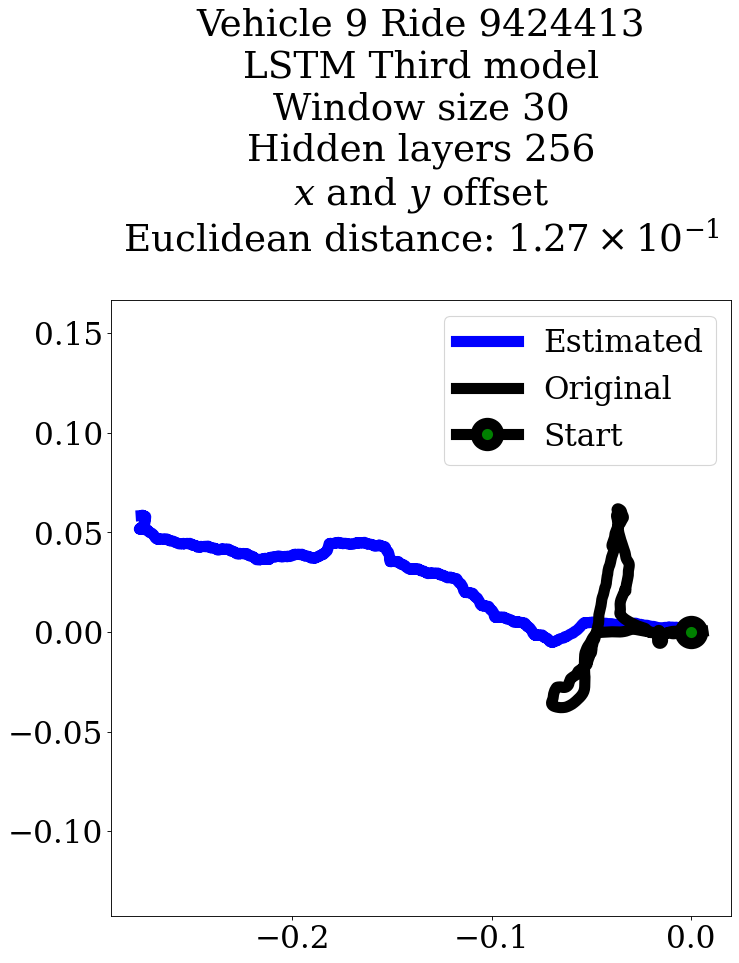 Vehicle 9 Ride 9424413
LSTM Third model
Window size 30
Hidden layers 256
x and y offset
Euclidean distance: 1.27 × 10⁻¹
0.15
0.10
0.05
0.00
−0.05
−0.10
Estimated
Original
Start
−0.2
−0.1
0.0